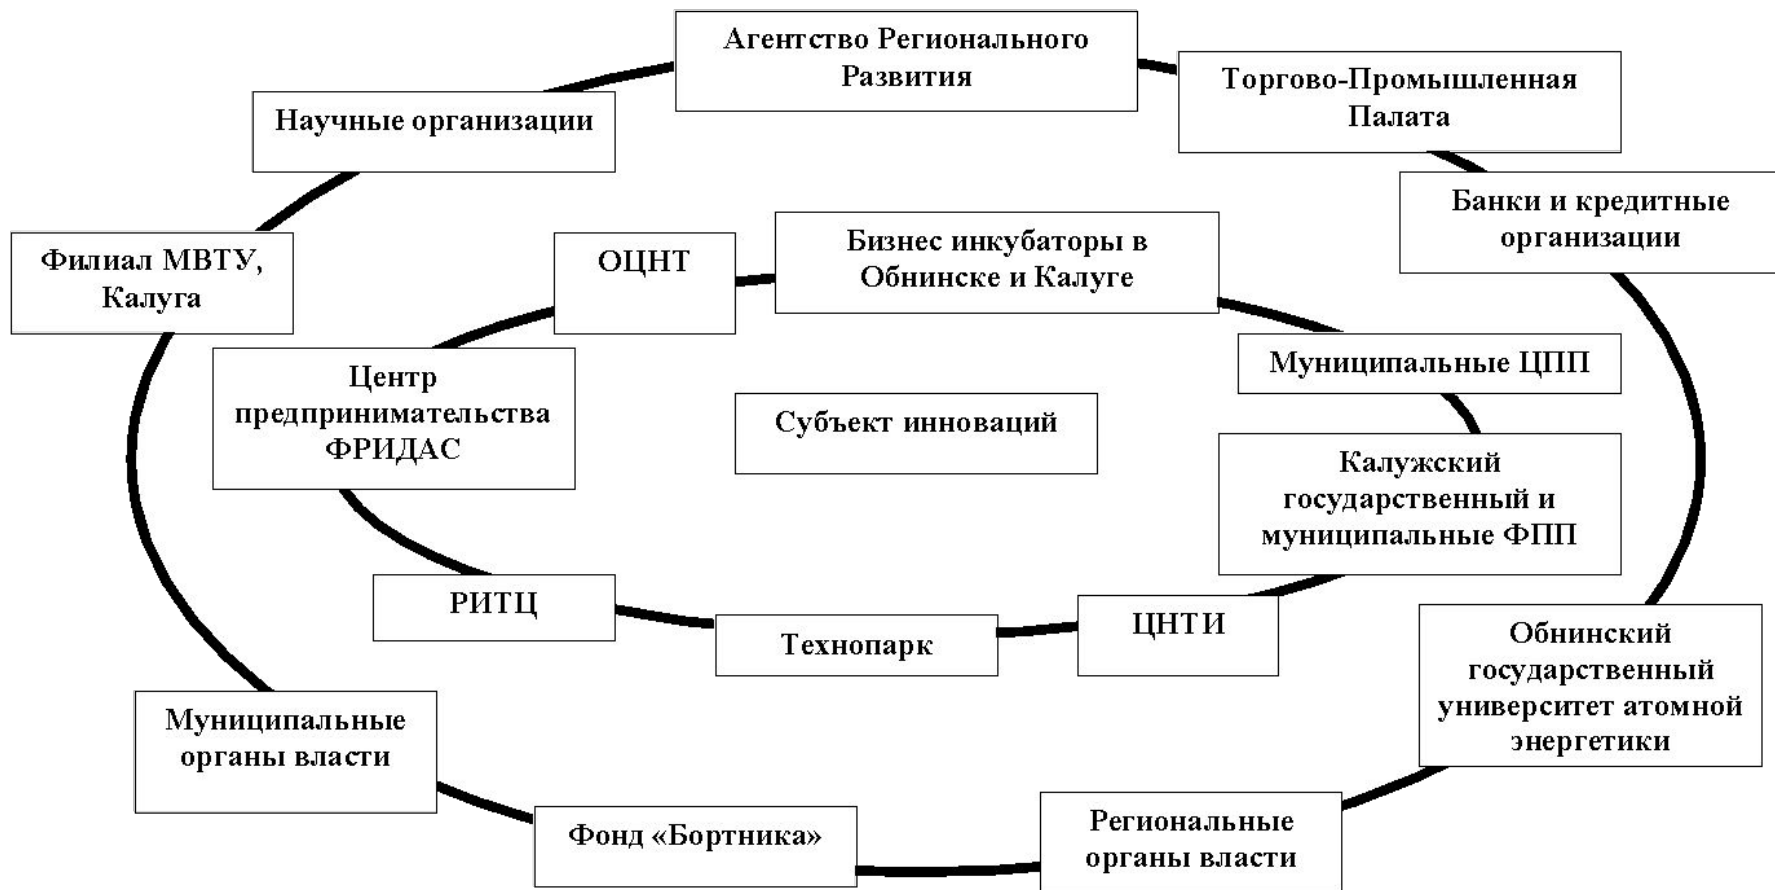 Агентство Регионального
Развития
Торгово-Промышленная
Палата
Научные организации
Банки и кредитные
организации
Филиал МВТУ,
Калуга
ОЦНТ
Бизнес инкубаторы в
Обнинске и Калуге
Муниципальные ЦПП
Центр
предпринимательства
ФРИДАС
Субъект инноваций
Калужский
государственный и
муниципальные ФПП
РИТЦ
Технопарк
ЦНТИ
Обнинский
государственный
университет атомной
энергетики
Муниципальные
органы власти
Фонд «Бортника»
Региональные
органы власти